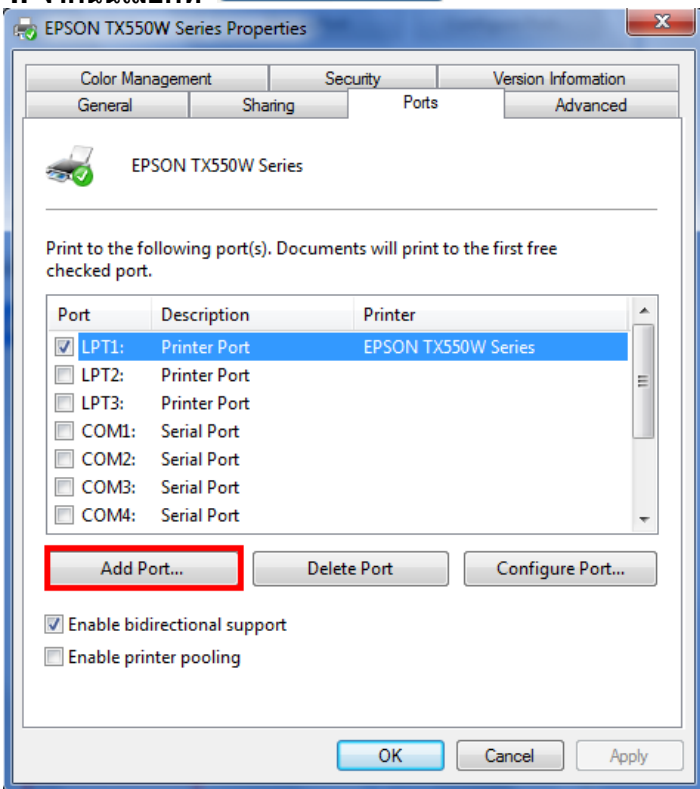 EPSON TX550W Series Properties
Color Management Security Version Information
General Sharing Ports Advanced
EPSON TX550W Series
Print to the following port(s). Documents will print to the first free
checked port.
Port Description Printer
LPT1: Printer Port EPSON TX550W Series
LPT2: Printer Port
LPT3: Printer Port
COM1: Serial Port
COM2: Serial Port
COM3: Serial Port
COM4: Serial Port
Add Port... Delete Port Configure Port...
Enable bidirectional support
Enable printer pooling
OK Cancel Apply